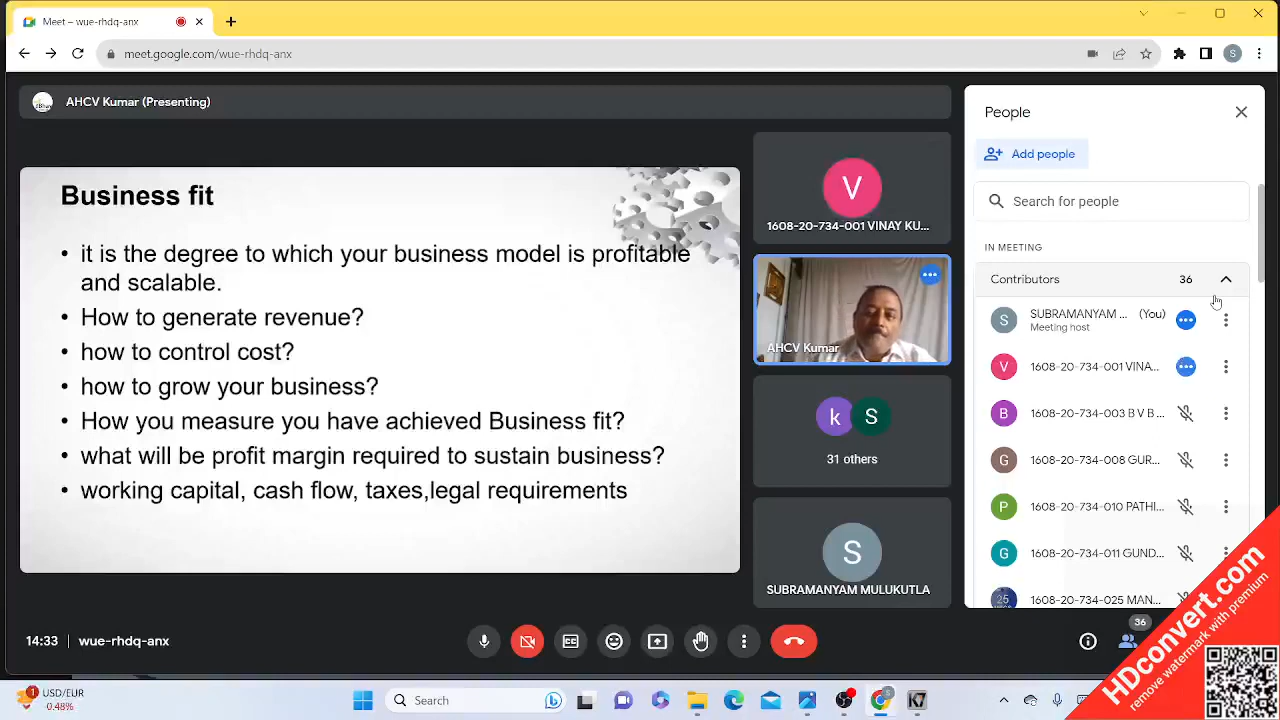 Meet – wue-rhdq-anx
meet.google.com/wue-rhdq-anx
S
AHCV Kumar (Presenting)
Business fit
• it is the degree to which your business model is profitable
and scalable.
• How to generate revenue?
• how to control cost?
• how to grow your business?
• How you measure you have achieved Business fit?
• what will be profit margin required to sustain business?
• working capital, cash flow, taxes,legal requirements
V
1608-20-734-001 VINAY KU...
AHCV Kumar
k S
31 others
S
SUBRAMANYAM MULUKUTLA
People
Add people
Search for people
IN MEETING
Contributors 36
S SUBRAMANYAM ... (You)
Meeting host
V 1608-20-734-001 VINA...
B 1608-20-734-003 B V B ...
G 1608-20-734-008 GUR...
P 1608-20-734-010 PATHI...
G 1608-20-734-011 GUND...
25 1608-20-734-025 MAN...
14:33 | wue-rhdq-anx
36
HDconvert.com
remove watermark with premium
1 USD/EUR
-0.48%
Search